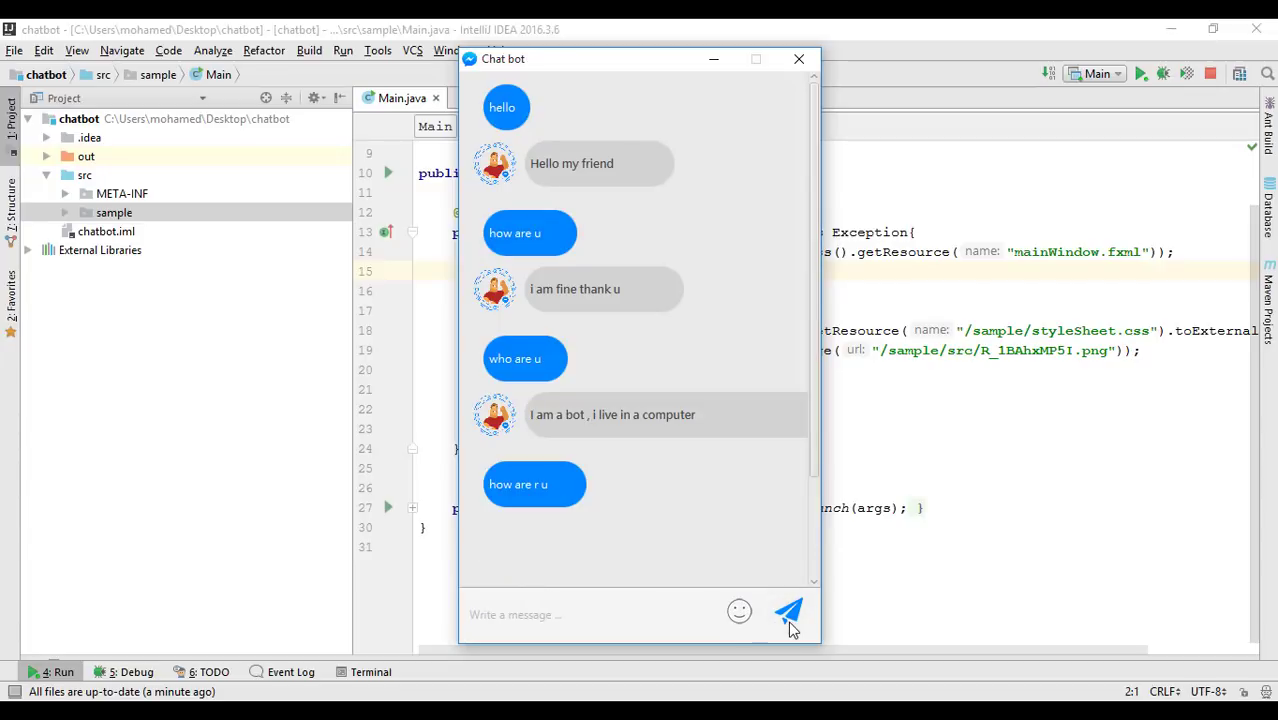 chatbot - [C:\Users\mohamed\Desktop\chatbot] - [chatbot] - ...\src\sample\Main.java - IntelliJ IDEA 2016.3.6
File Edit View Navigate Code Analyze Refactor Build Run Tools VCS
chatbot src sample Main
Main
Project
Main.java
1: Project
7: Structure
2: Favorites
chatbot C:\Users\mohamed\Desktop\chatbot
.idea
out
src
META-INF
sample
chatbot.iml
External Libraries
Main
9
10 publ
11
12 @
13 p s Exception{
14 ss().getResource( name: "mainWindow.fxml"));
15
16
17
18 etResource( name: "/sample/styleSheet.css").toExternal
19 e( url: "/sample/src/R_1BAhxMP5I.png"));
20
21
22
23
24 }
25
26
27 p nch(args); }
30 }
31
Chat bot
hello
Hello my friend
how are u
i am fine thank u
who are u
I am a bot , i live in a computer
how are r u
Write a message ...
Ant Build
Database
Maven Projects
4: Run 5: Debug 6: TODO Event Log Terminal
All files are up-to-date (a minute ago)
2:1 CRLF÷ UTF-8÷